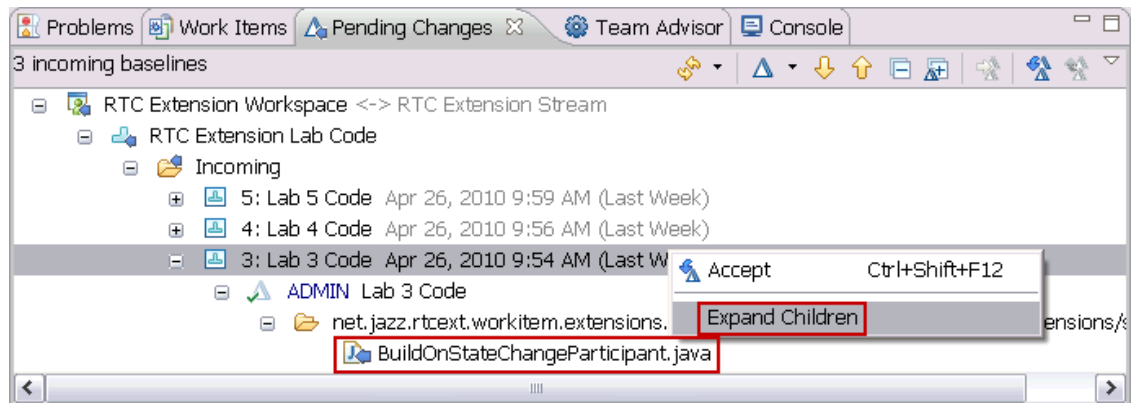 Problems Work Items Pending Changes Team Advisor Console
3 incoming baselines
RTC Extension Workspace <-> RTC Extension Stream
RTC Extension Lab Code
Incoming
5: Lab 5 Code Apr 26, 2010 9:59 AM (Last Week)
4: Lab 4 Code Apr 26, 2010 9:56 AM (Last Week)
3: Lab 3 Code Apr 26, 2010 9:54 AM (Last W
Accept Ctrl+Shift+F12
ADMIN Lab 3 Code
Expand Children
net.jazz.rtcext.workitem.extensions. ensions/s
BuildOnStateChangeParticipant.java